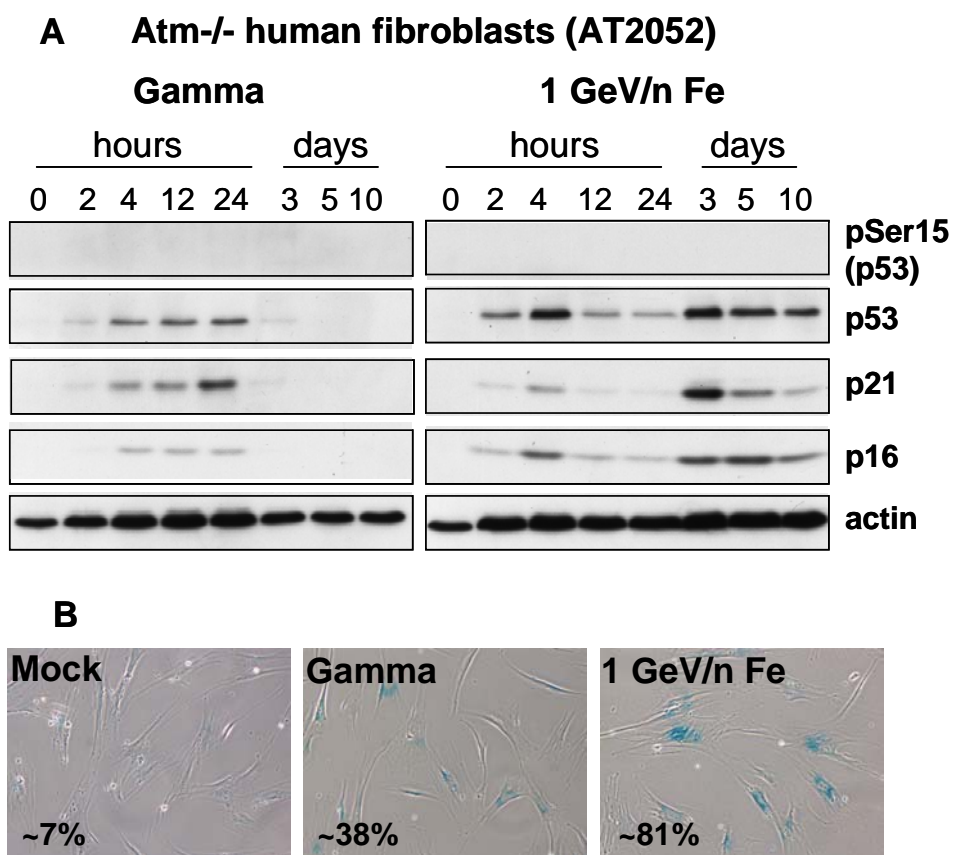 A Atm-/- human fibroblasts (AT2052)
Gamma 1 GeV/n Fe
hours days hours days
0 2 4 12 24 3 5 10 0 2 4 12 24 3 5 10
pSer15
(p53)
p53
p21
p16
actin
B
Mock Gamma 1 GeV/n Fe
~7% ~38% ~81%